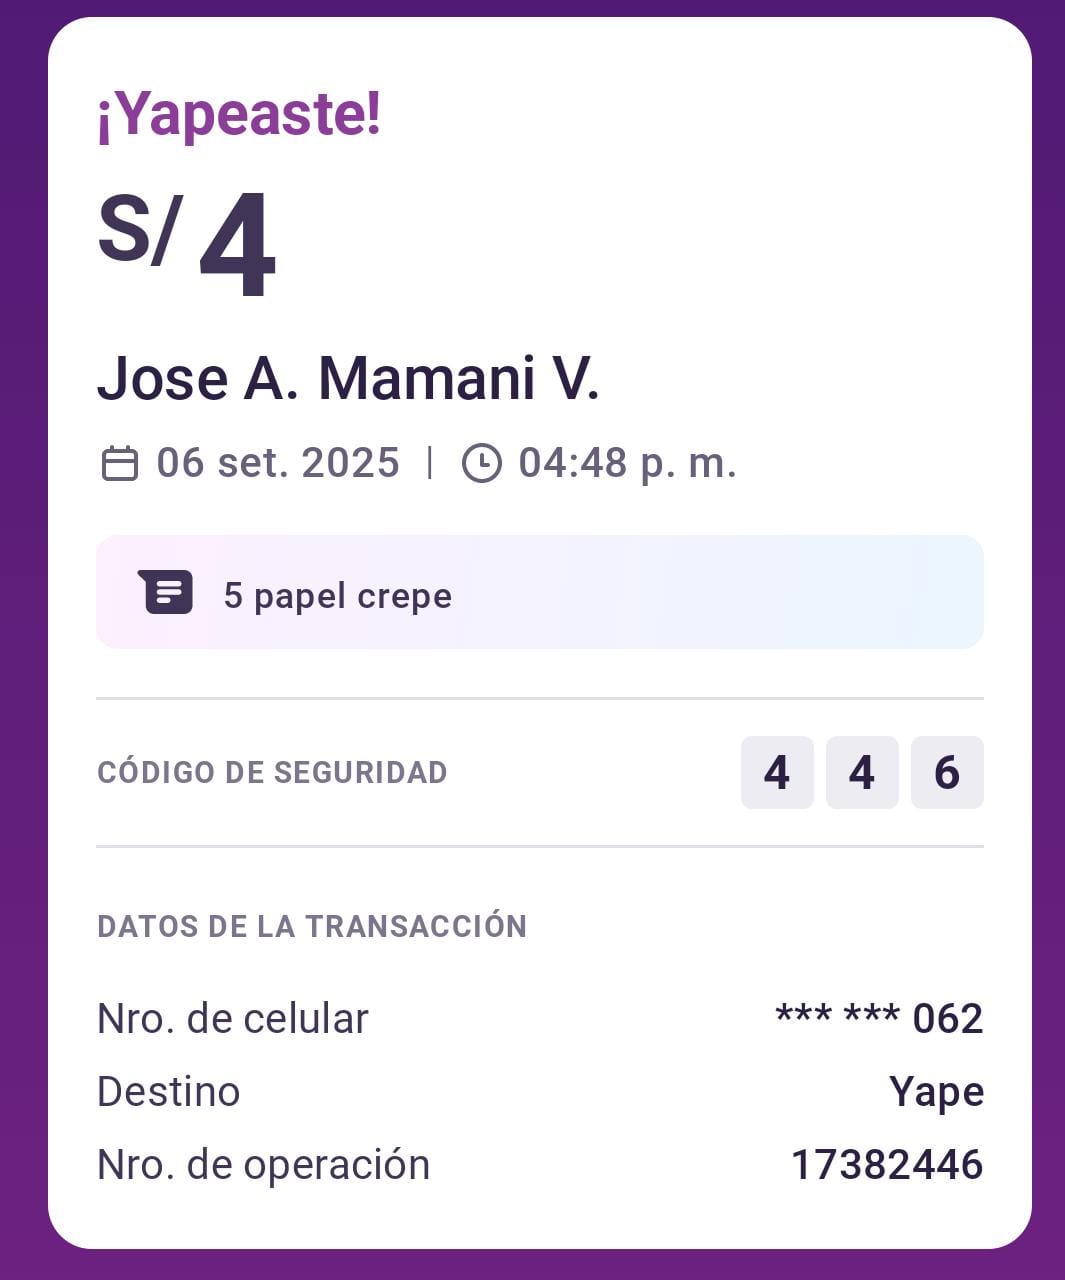 ¡Yapeaste!
S/ 4
Jose A. Mamani V.
06 set. 2025 | 04:48 p. m.
5 papel crepe
CÓDIGO DE SEGURIDAD 4 4 6
DATOS DE LA TRANSACCIÓN
Nro. de celular *** *** 062
Destino Yape
Nro. de operación 17382446